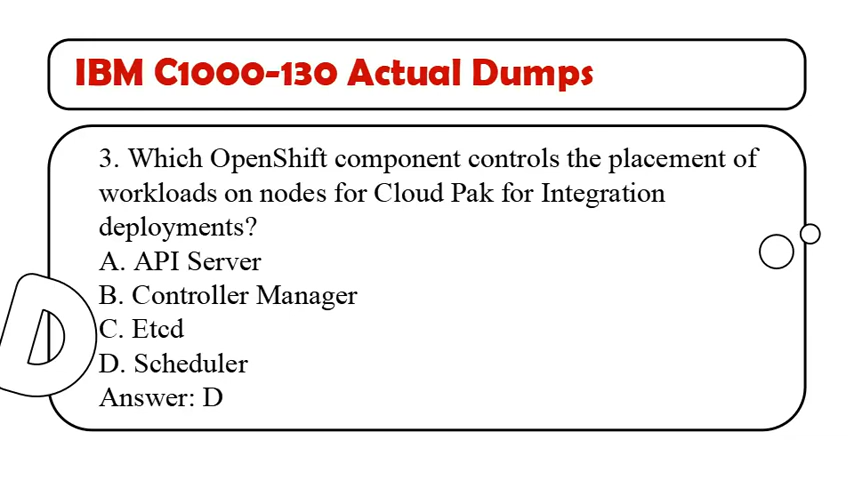 IBM C1000-130 Actual Dumps
3. Which OpenShift component controls the placement of
workloads on nodes for Cloud Pak for Integration
deployments?
A. API Server
B. Controller Manager
C. Etcd
D. Scheduler
Answer: D
D